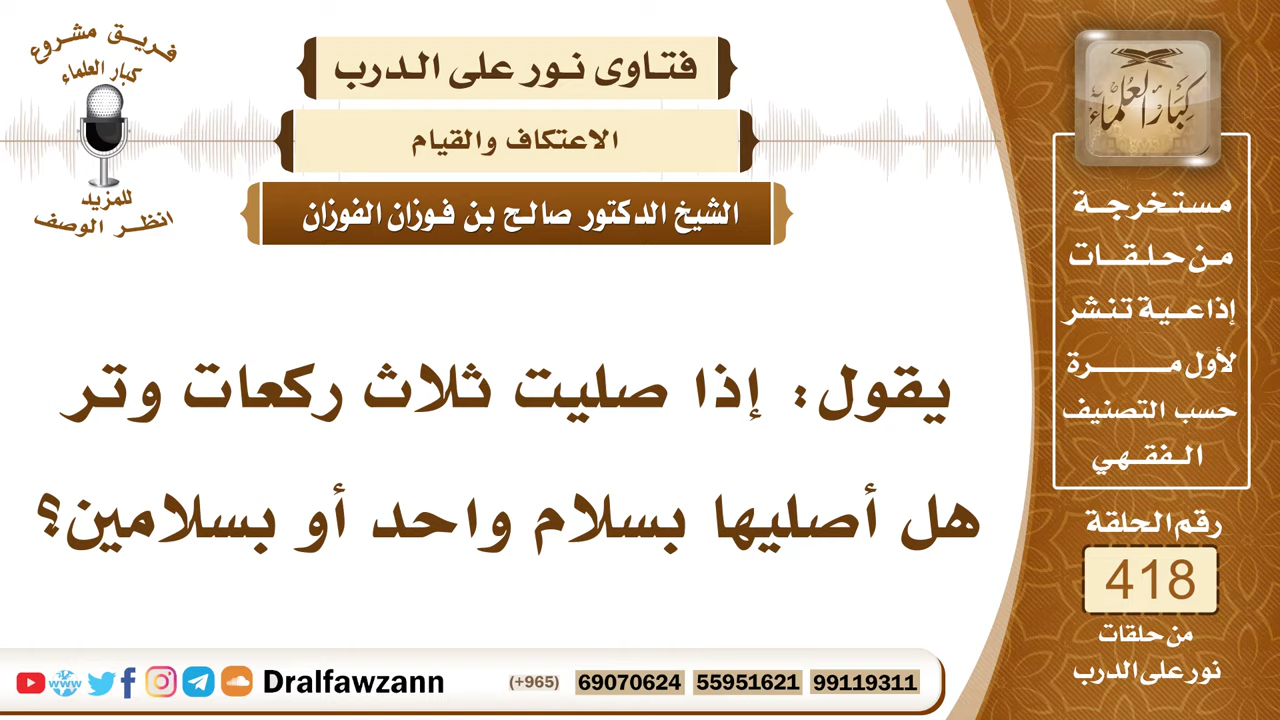 فريق مشروع
كبار العلماء
للمزيد
انظر الوصف
فتاوى نور على الدرب
الاعتكاف والقيام
الشيخ الدكتور صالح بن فوزان الفوزان
كبار العلماء
مستخرجة
من حلقات
إذاعية تنشر
لأول مرة
حسب التصنيف
الفقهي
رقم الحلقة
418
من حلقات
نور على الدرب
يقول: إذا صليت ثلاث ركعات وتر
هل أصليها بسلام واحد أو بسلامين؟
www Dralfawzann (+965) 69070624 55951621 99119311